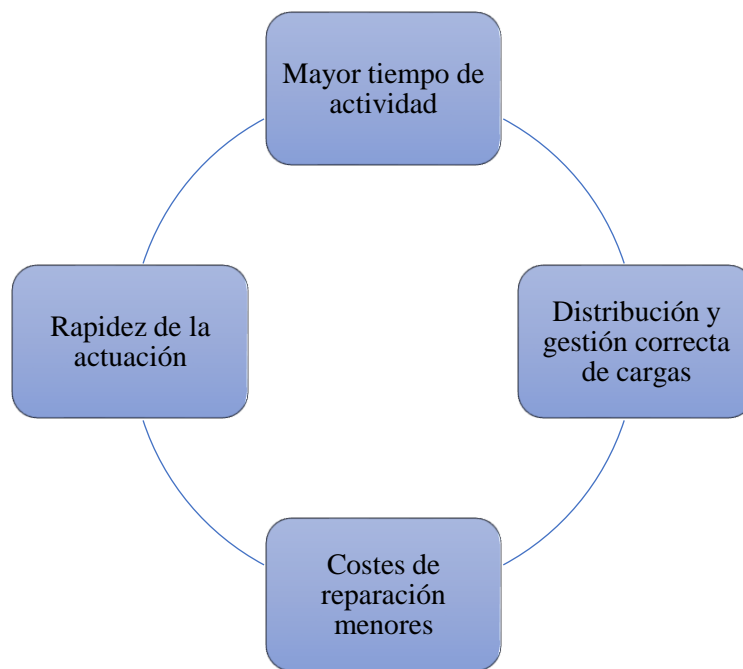 Mayor tiempo de
actividad
Rapidez de la
actuación
Distribución y
gestión correcta
de cargas
Costes de
reparación
menores